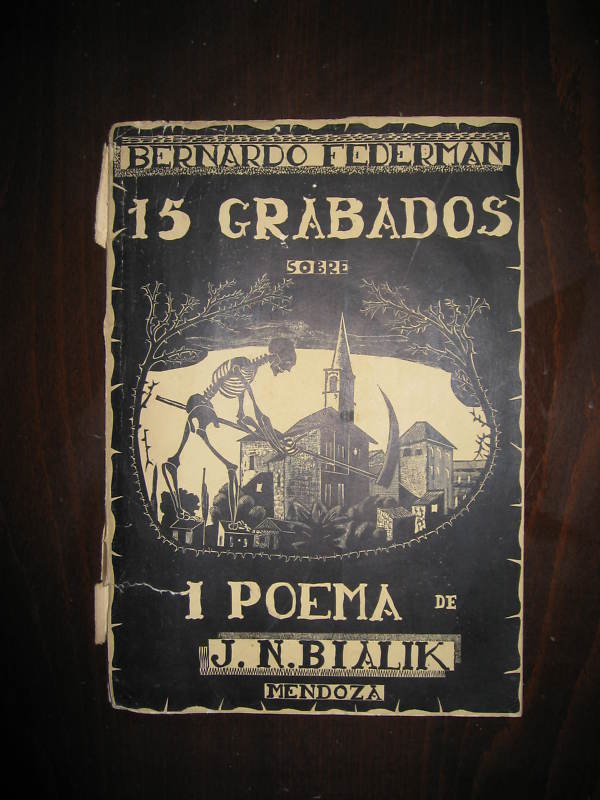 BERNARDO FEDERMAN
15 GRABADOS
SOBRE
1 POEMA DE
J. N. BIALIK
MENDOZA